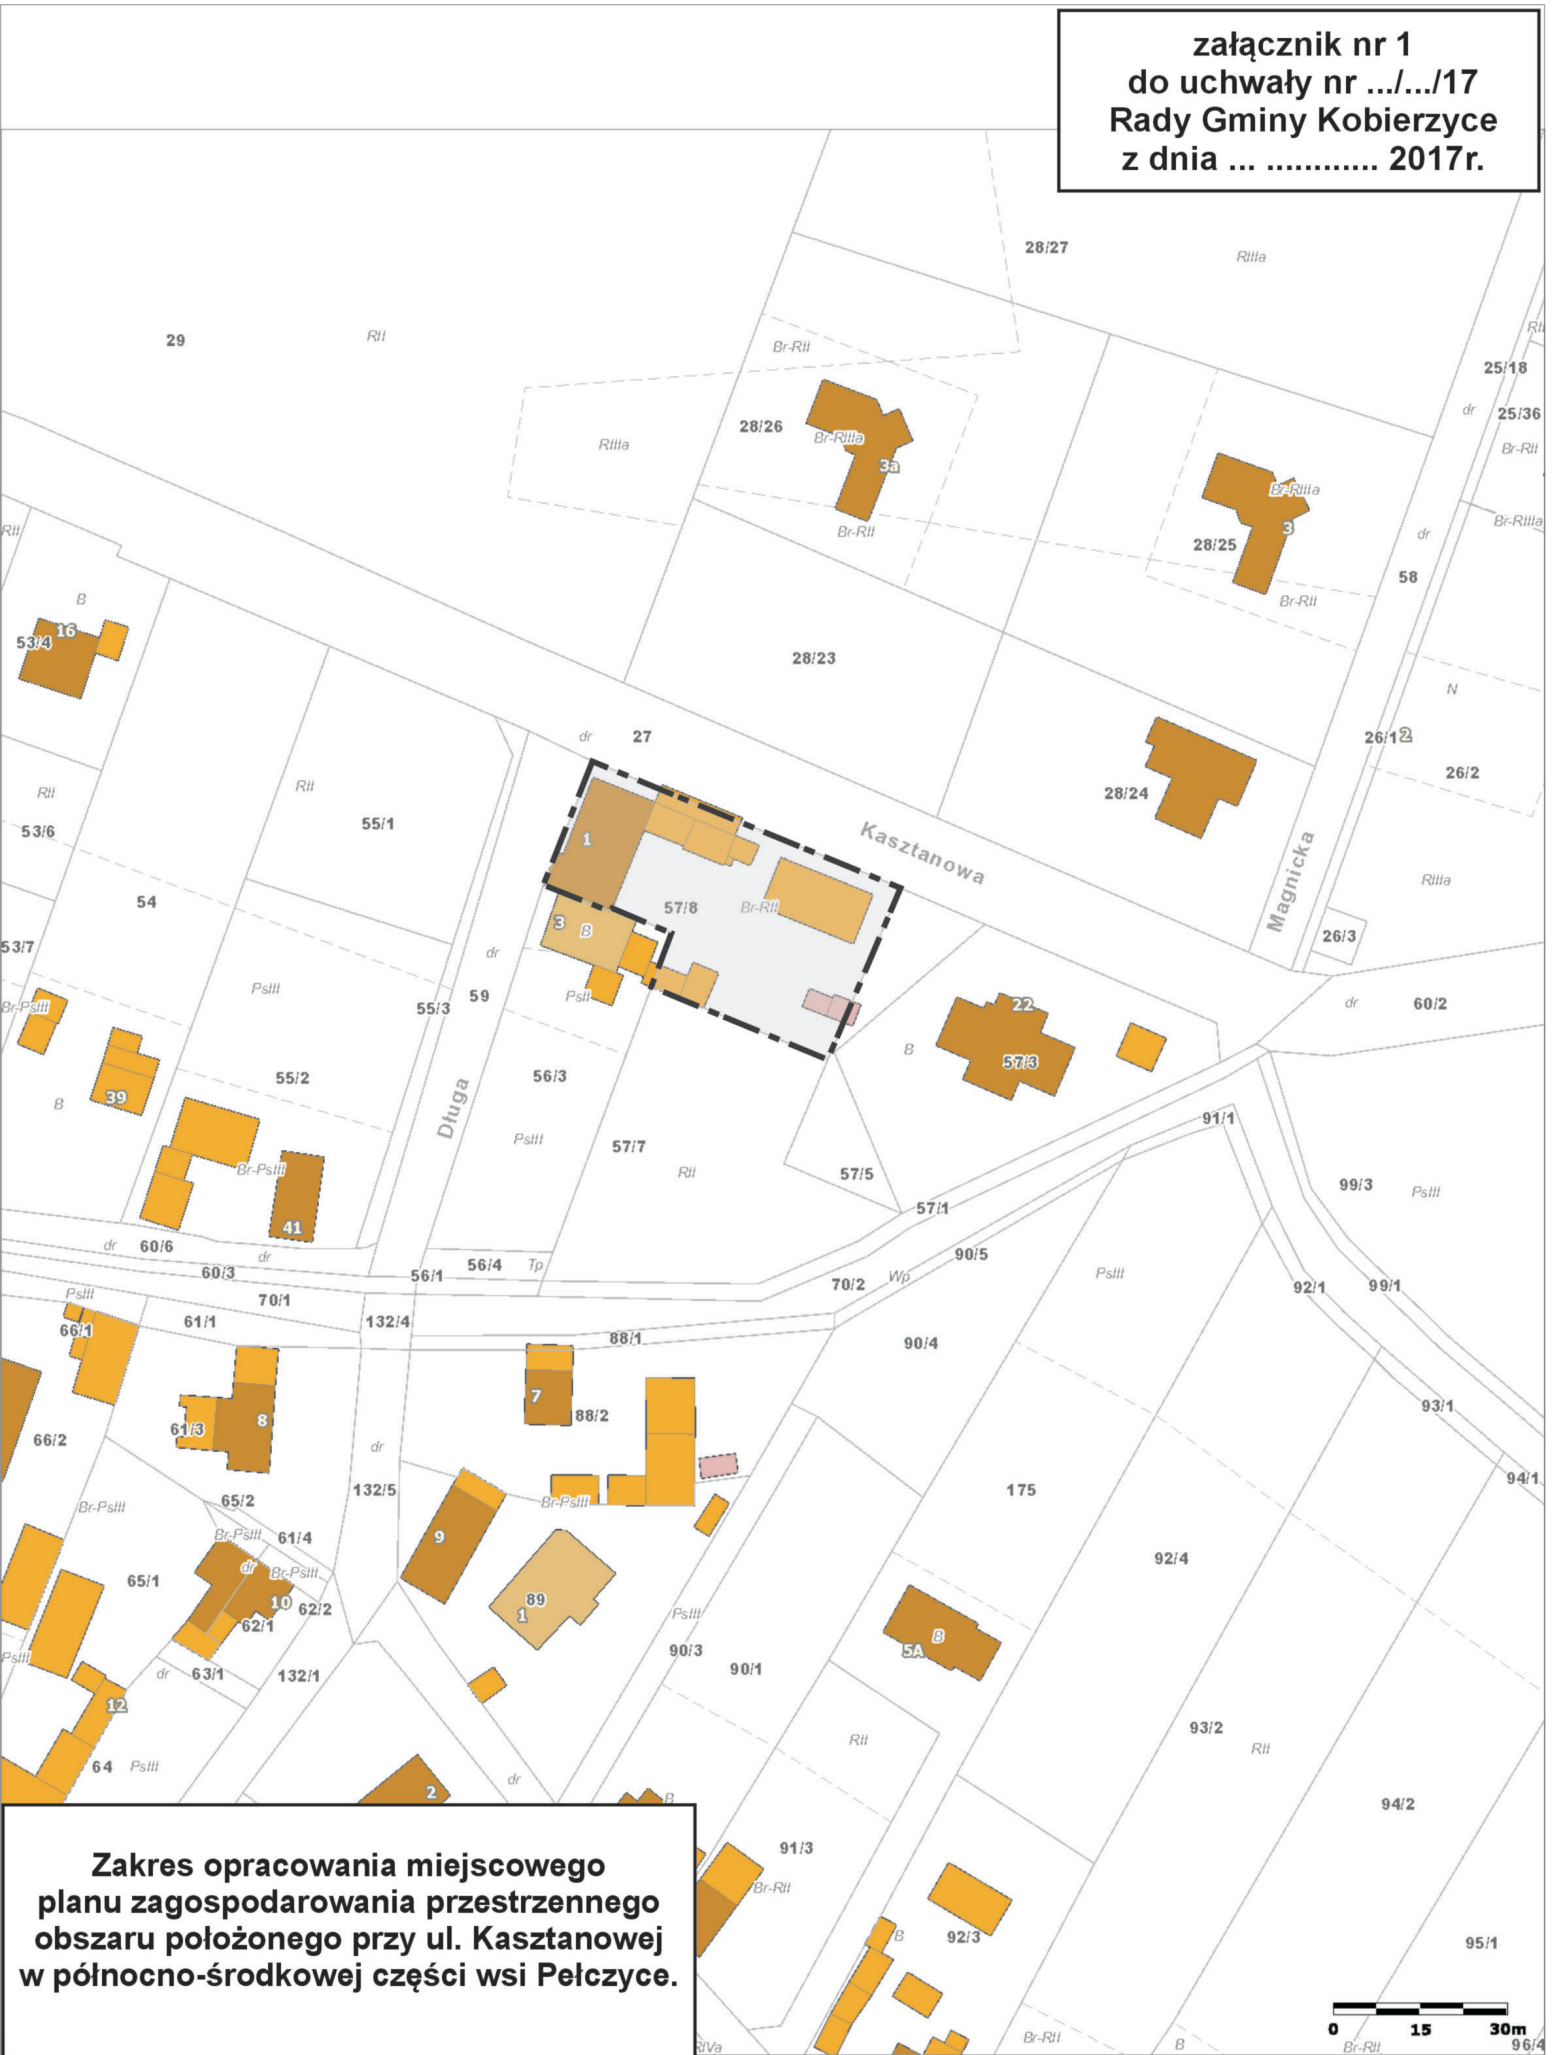 załącznik nr 1
do uchwały nr .../.../17
Rady Gminy Kobierzyce
z dnia ... ............ 2017r.
28/27
RIIIa
29
RII
Br-RII
RII
25/18
dr
25/36
28/26
Br-RIIIa
RIIIa
3a
Br-RII
Br-RIIIa
Br-RIIIa
3
RII
Br-RII
dr
28/25
58
B
Br-RII
16
53/4
28/23
N
dr
27
26/1
2
26/2
RII
RII
28/24
53/6
55/1
1
Kasztanowa
Magnicka
RIIIa
54
57/8
Br-RII
3
B
26/3
53/7
dr
PsIII
PsII
59
22
dr
60/2
Br-PsIII
55/3
B
57/3
55/2
56/3
39
B
Długa
91/1
PsIII
57/7
Br-PsIII
RII
57/5
99/3
PsIII
57/1
41
dr
60/6
dr
90/5
56/4
Tp
60/3
56/1
Wp
PsIII
70/2
92/1
99/1
PsIII
70/1
61/1
132/4
66/1
88/1
90/4
7
93/1
61/3
8
88/2
66/2
dr
94/1
132/5
175
65/2
Br-PsIII
Br-PsIII
Br-PsIII
61/4
9
dr
Br-PsIII
92/4
65/1
10
62/2
89
1
62/1
PsIII
B
5A
PsIII
90/3
63/1
dr
132/1
90/1
12
93/2
RII
RII
64
PsIII
dr
2
B
94/2
Zakres opracowania miejscowego
planu zagospodarowania przestrzennego
obszaru położonego przy ul. Kasztanowej
w północno-środkowej części wsi Pełczyce.
91/3
Br-RII
B
92/3
95/1
0 15 30m
Br-RII
B
Br-RII
96/4
RIVa